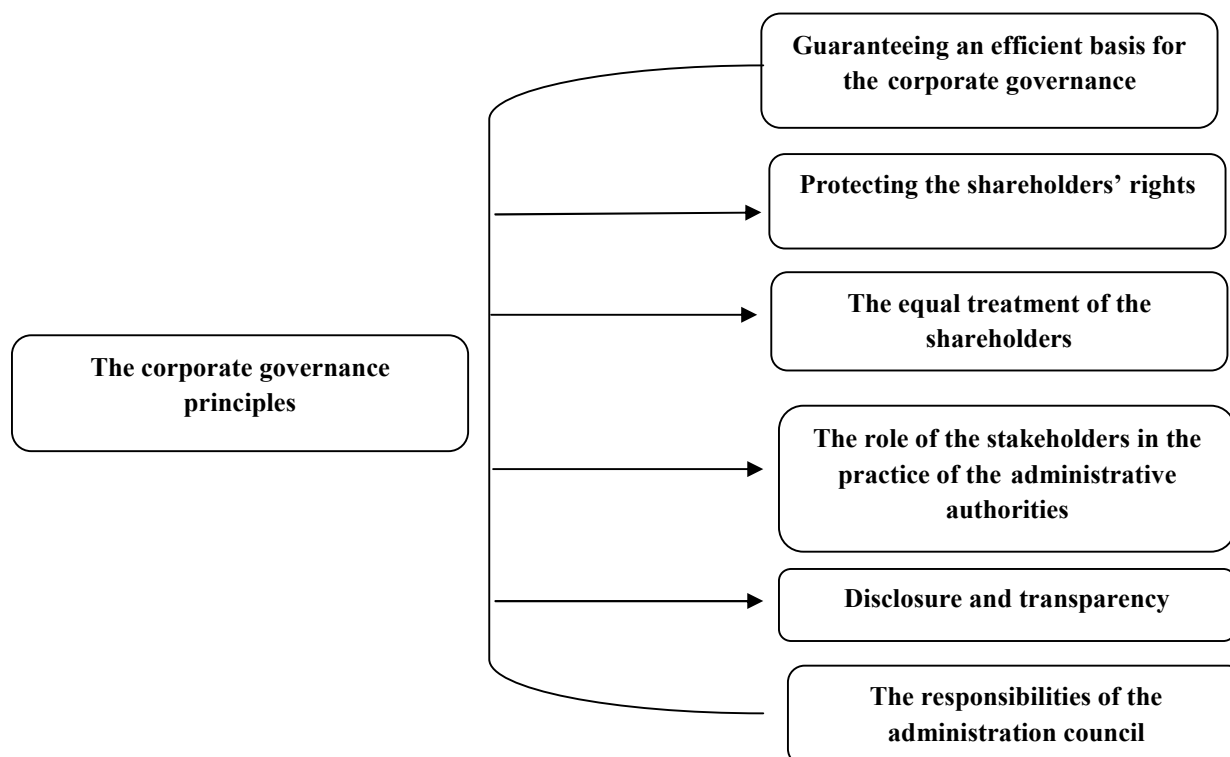 Guaranteeing an efficient basis for
the corporate governance
Protecting the shareholders’ rights
The equal treatment of the
shareholders
The corporate governance
principles
The role of the stakeholders in the
practice of the administrative
authorities
Disclosure and transparency
The responsibilities of the
administration council